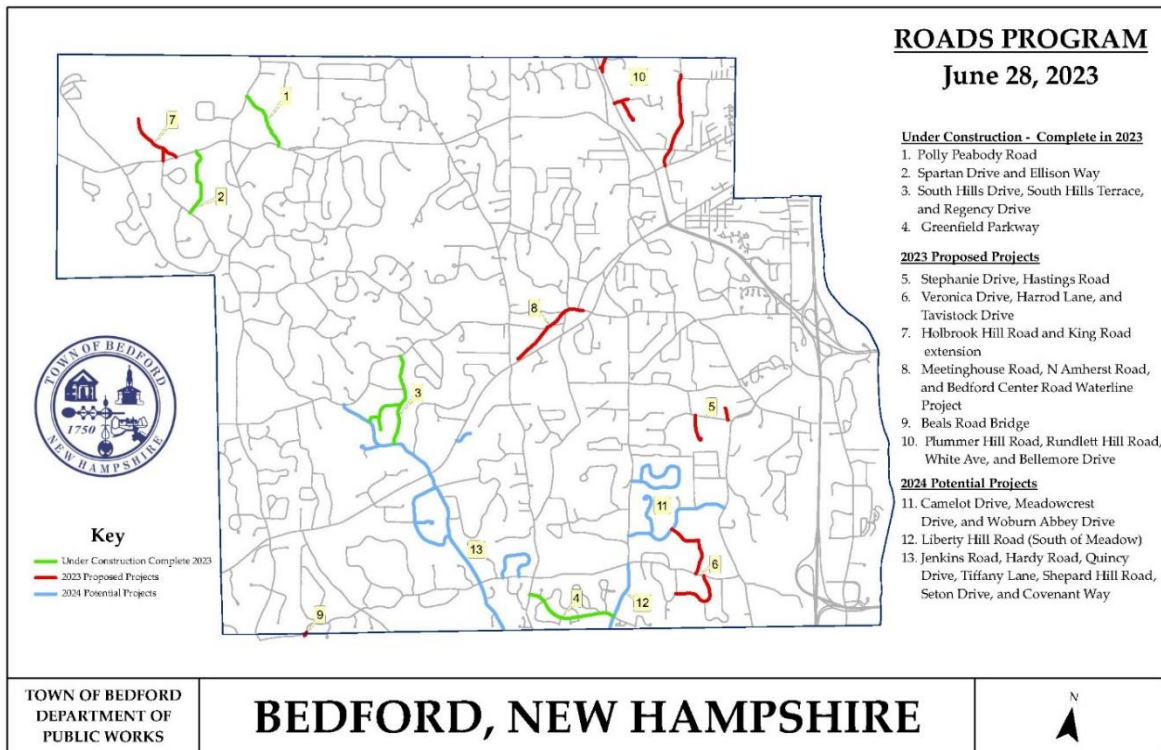 ROADS PROGRAM
June 28, 2023
Under Construction - Complete in 2023
1. Polly Peabody Road
2. Spartan Drive and Ellison Way
3. South Hills Drive, South Hills Terrace,
and Regency Drive
4. Greenfield Parkway
2023 Proposed Projects
5. Stephanie Drive, Hastings Road
6. Veronica Drive, Harrod Lane, and
Tavistock Drive
7. Holbrook Hill Road and King Road
extension
8. Meetinghouse Road, N Amherst Road,
and Bedford Center Road Waterline
Project
9. Beals Road Bridge
10. Plummer Hill Road, Rundlett Hill Road,
White Ave, and Bellemore Drive
2024 Potential Projects
11. Camelot Drive, Meadowcrest
Drive, and Woburn Abbey Drive
12. Liberty Hill Road (South of Meadow)
13. Jenkins Road, Hardy Road, Quincy
Drive, Tiffany Lane, Shepard Hill Road,
Seton Drive, and Covenant Way
10
1
7
2
8
3
5
11
13
6
4
12
9
TOWN OF BEDFORD
1750
NEW HAMPSHIRE
Key
Under Construction Complete 2023
2023 Proposed Projects
2024 Potential Projects
TOWN OF BEDFORD
DEPARTMENT OF
PUBLIC WORKS
BEDFORD, NEW HAMPSHIRE
N